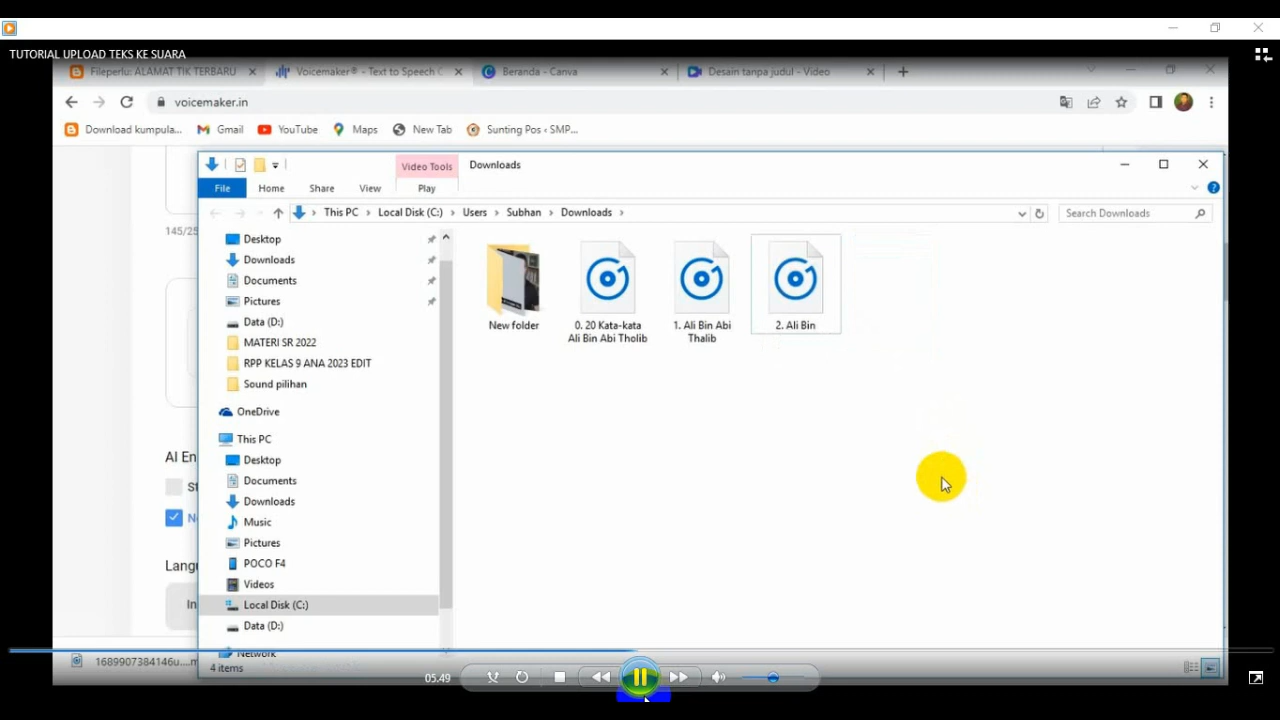 TUTORIAL UPLOAD TEKS KE SUARA
Fileperlu: ALAMAT TIK TERBARU
Voicemaker® - Text to Speech C
Beranda - Canva
Desain tanpa judul - Video
voicemaker.in
Download kumpula...
Gmail
YouTube
Maps
New Tab
Sunting Pos ‹ SMP...
Video Tools
Downloads
File
Home
Share
View
Play
This PC
Local Disk (C:)
Users
Subhan
Downloads
Search Downloads
145/25
Desktop
Downloads
Documents
Pictures
Data (D:)
MATERI SR 2022
RPP KELAS 9 ANA 2023 EDIT
Sound pilihan
OneDrive
This PC
Desktop
Documents
Downloads
Music
Pictures
POCO F4
Videos
Local Disk (C:)
Data (D:)
Network
4 items
New folder
0. 20 Kata-kata
Ali Bin Abi Tholib
1. Ali Bin Abi
Thalib
2. Ali Bin
AI En
Langu
In
1689907384146u....m
05.49